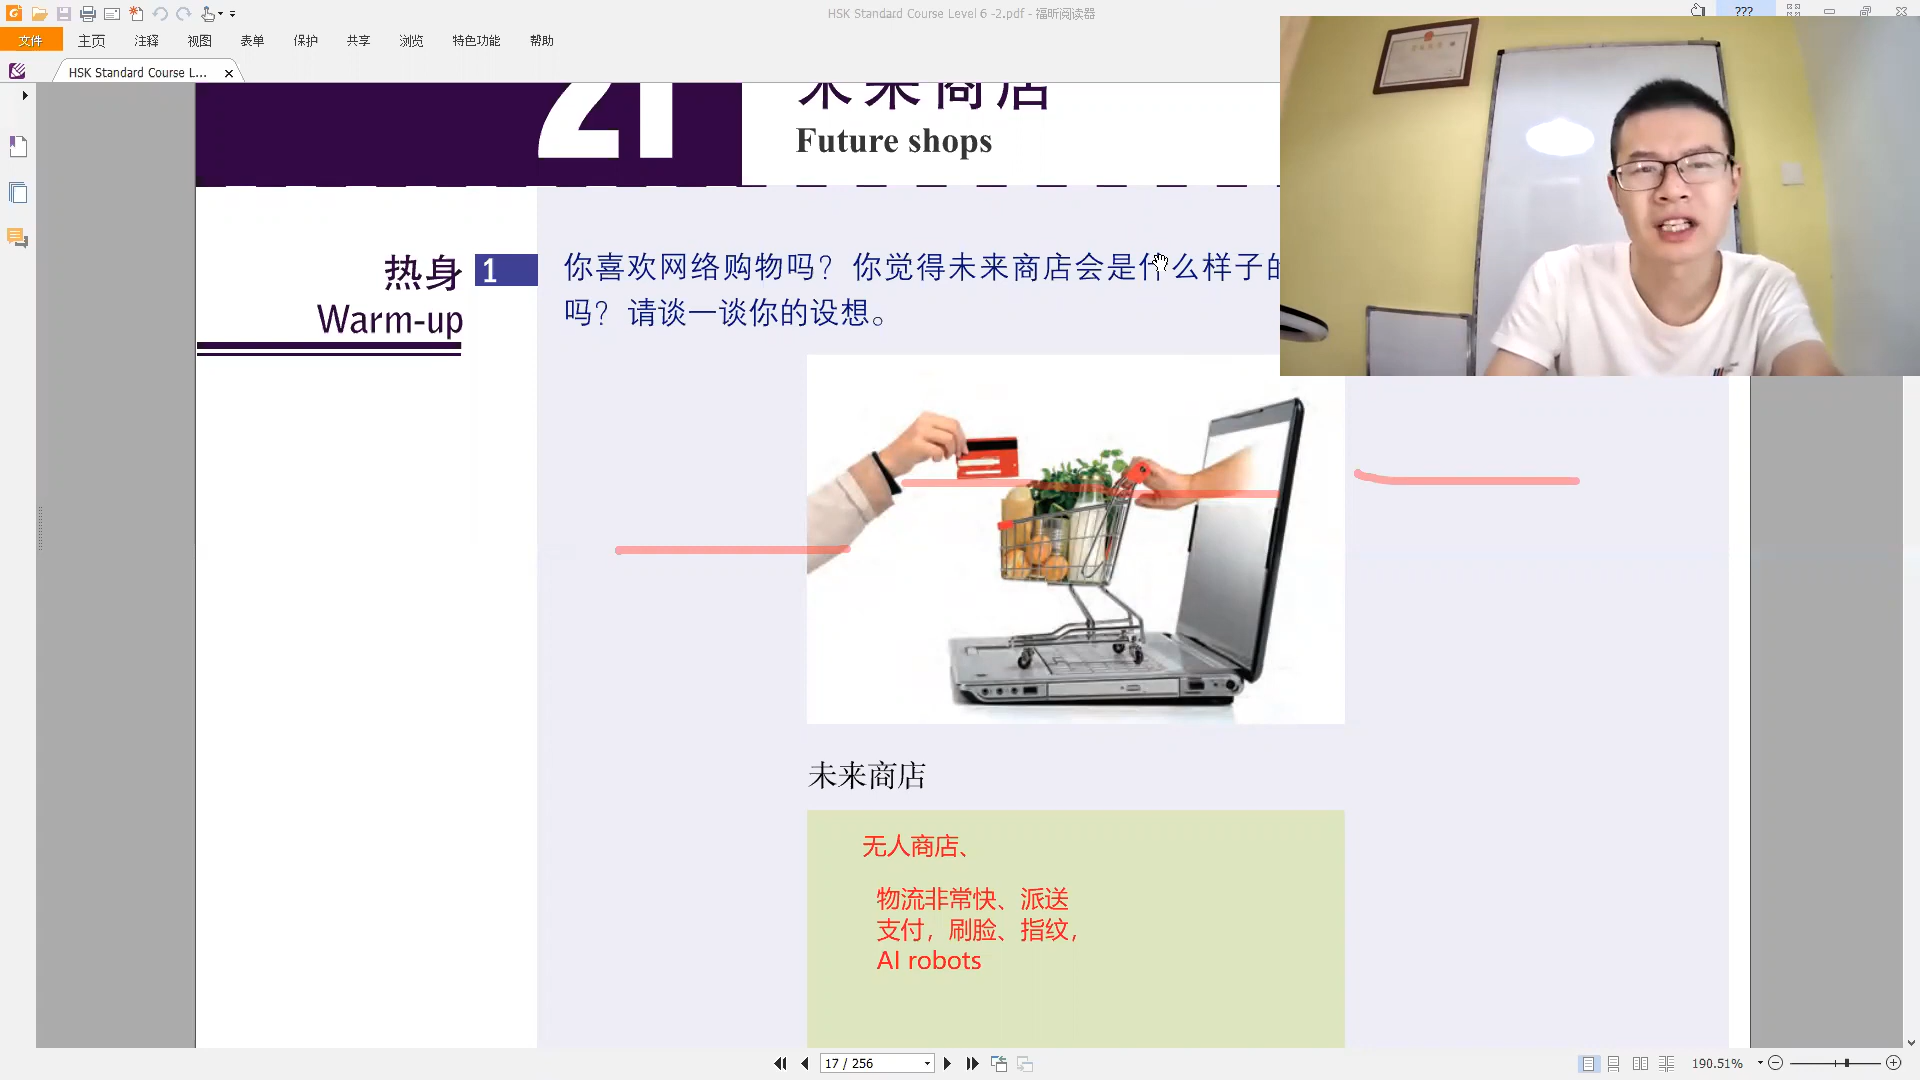 HSK Standard Course Level 6 -2.pdf - 福昕阅读器
???
文件 主页 注释 视图 表单 保护 共享 浏览 特色功能 帮助
HSK Standard Course L...
21
未来商店
Future shops
热身
Warm-up
1
你喜欢网络购物吗？你觉得未来商店会是什么样子的
吗？请谈一谈你的设想。
未来商店
无人商店、
物流非常快、派送
支付，刷脸、指纹，
AI robots
17 / 256
190.51%